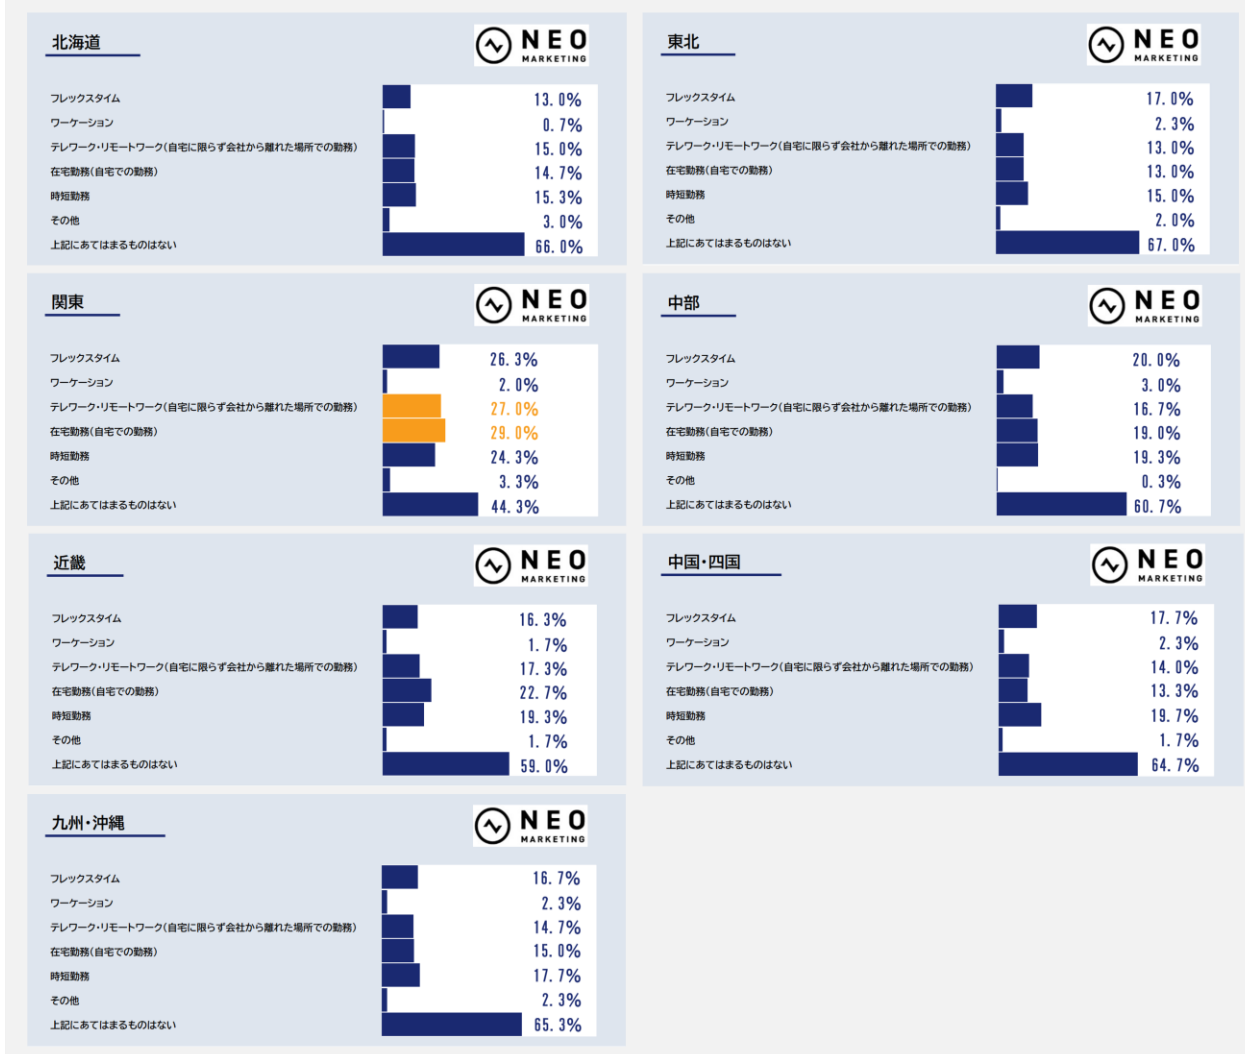 北海道
NEO
MARKETING
フレックスタイム 13.0%
ワーケーション 0.7%
テレワーク・リモートワーク(自宅に限らず会社から離れた場所での勤務) 15.0%
在宅勤務(自宅での勤務) 14.7%
時短勤務 15.3%
その他 3.0%
上記にあてはまるものはない 66.0%
東北
NEO
MARKETING
フレックスタイム 17.0%
ワーケーション 2.3%
テレワーク・リモートワーク(自宅に限らず会社から離れた場所での勤務) 13.0%
在宅勤務(自宅での勤務) 13.0%
時短勤務 15.0%
その他 2.0%
上記にあてはまるものはない 67.0%
関東
NEO
MARKETING
フレックスタイム 26.3%
ワーケーション 2.0%
テレワーク・リモートワーク(自宅に限らず会社から離れた場所での勤務) 27.0%
在宅勤務(自宅での勤務) 29.0%
時短勤務 24.3%
その他 3.3%
上記にあてはまるものはない 44.3%
中部
NEO
MARKETING
フレックスタイム 20.0%
ワーケーション 3.0%
テレワーク・リモートワーク(自宅に限らず会社から離れた場所での勤務) 16.7%
在宅勤務(自宅での勤務) 19.0%
時短勤務 19.3%
その他 0.3%
上記にあてはまるものはない 60.7%
近畿
NEO
MARKETING
フレックスタイム 16.3%
ワーケーション 1.7%
テレワーク・リモートワーク(自宅に限らず会社から離れた場所での勤務) 17.3%
在宅勤務(自宅での勤務) 22.7%
時短勤務 19.3%
その他 1.7%
上記にあてはまるものはない 59.0%
中国・四国
NEO
MARKETING
フレックスタイム 17.7%
ワーケーション 2.3%
テレワーク・リモートワーク(自宅に限らず会社から離れた場所での勤務) 14.0%
在宅勤務(自宅での勤務) 13.3%
時短勤務 19.7%
その他 1.7%
上記にあてはまるものはない 64.7%
九州・沖縄
NEO
MARKETING
フレックスタイム 16.7%
ワーケーション 2.3%
テレワーク・リモートワーク(自宅に限らず会社から離れた場所での勤務) 14.7%
在宅勤務(自宅での勤務) 15.0%
時短勤務 17.7%
その他 2.3%
上記にあてはまるものはない 65.3%